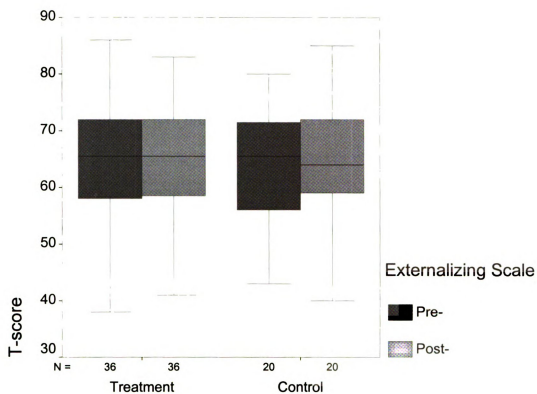 90
80
70
60
50
40
30
T-score
N = 36 36 20 20
Treatment Control
Externalizing Scale
Pre-
Post-